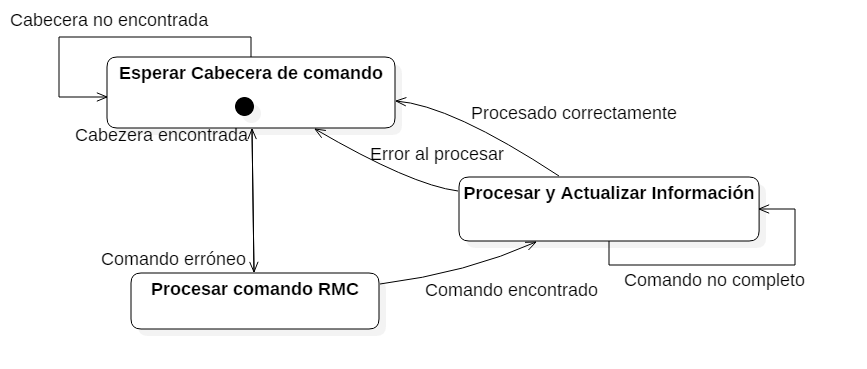 Cabecera no encontrada
Esperar Cabecera de comando
Procesado correctamente
Cabezera encontrada
Error al procesar
Procesar y Actualizar Información
Comando erróneo
Comando no completo
Procesar comando RMC
Comando encontrado